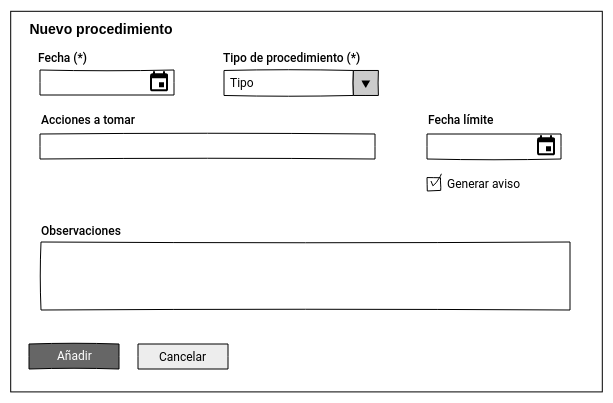 Nuevo procedimiento
Fecha (*)
Tipo de procedimiento (*)
Tipo
Acciones a tomar
Fecha límite
Generar aviso
Observaciones
Añadir
Cancelar